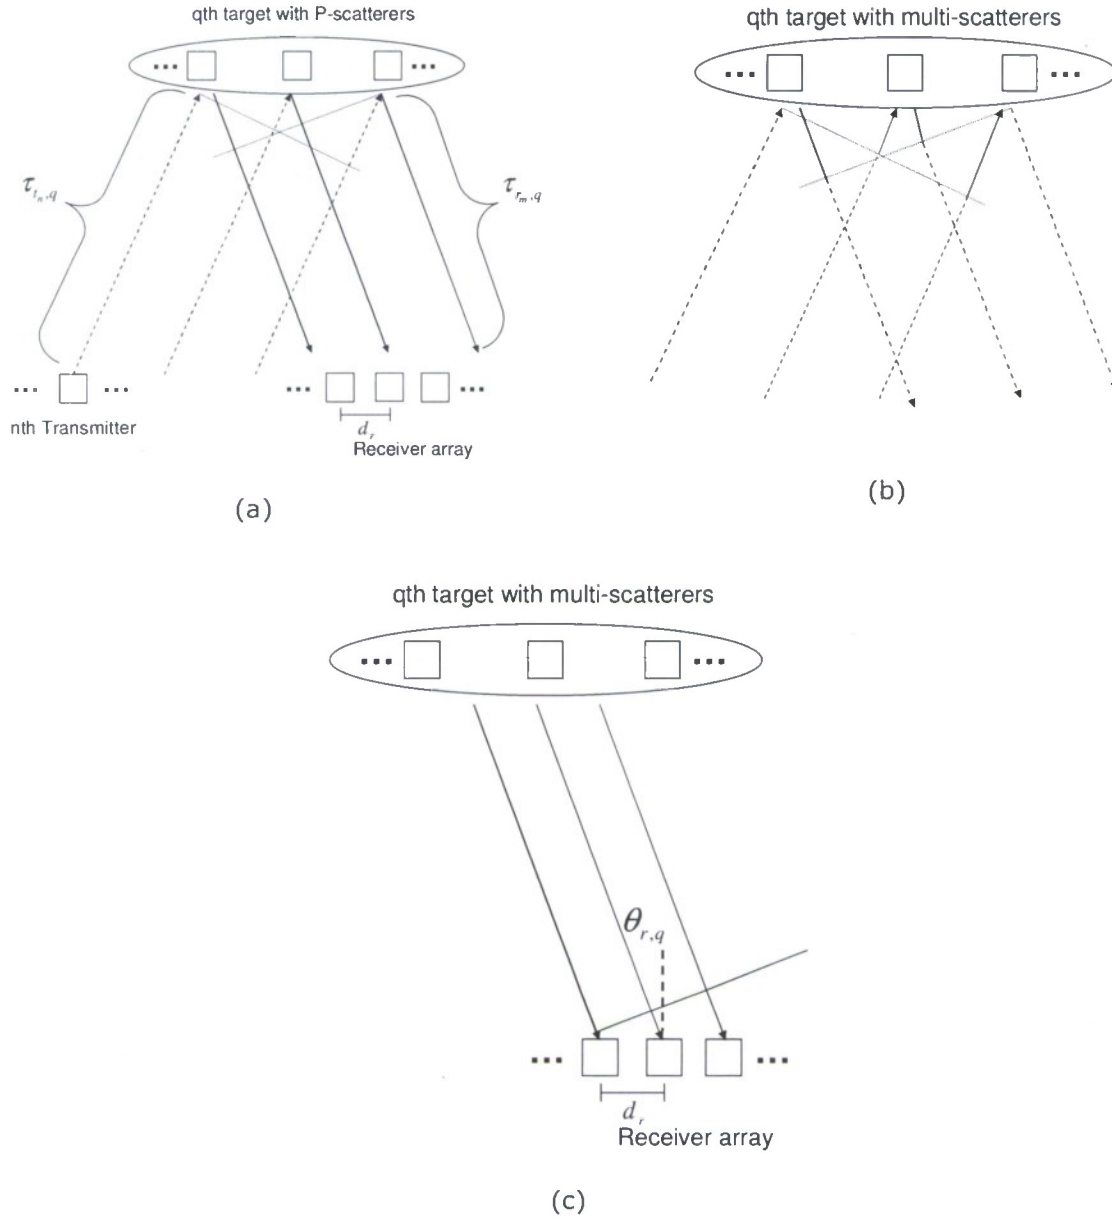 qth target with P-scatterers
qth target with multi-scatterers
τ_{t_n,q}
τ_{r_m,q}
nth Transmitter
d_r
Receiver array
(a)
(b)
qth target with multi-scatterers
θ_{r,q}
d_r
Receiver array
(c)